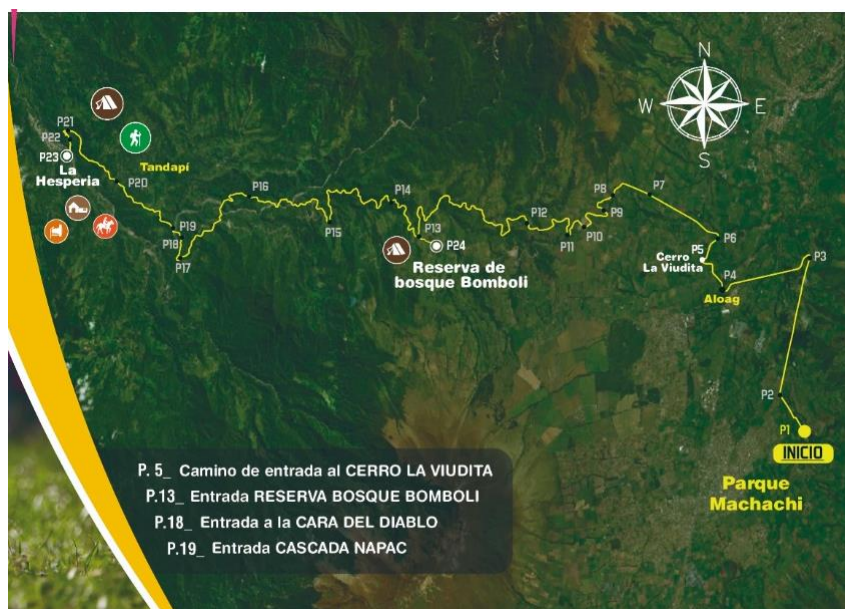 N
W
E
S
P21
P22
P23
La
Hesperia
Tandapí
P20
P19
P18
P17
P16
P15
P14
P13
P24
Reserva de
bosque Bomboli
P12
P11
P10
P9
P8
P7
P6
P5
Cerro
La Viudita
P4
Aloag
P3
P2
P1
INICIO
Parque
Machachi
P. 5_ Camino de entrada al CERRO LA VIUDITA
P.13_ Entrada RESERVA BOSQUE BOMBOLI
P.18_ Entrada a la CARA DEL DIABLO
P.19_ Entrada CASCADA NAPAC